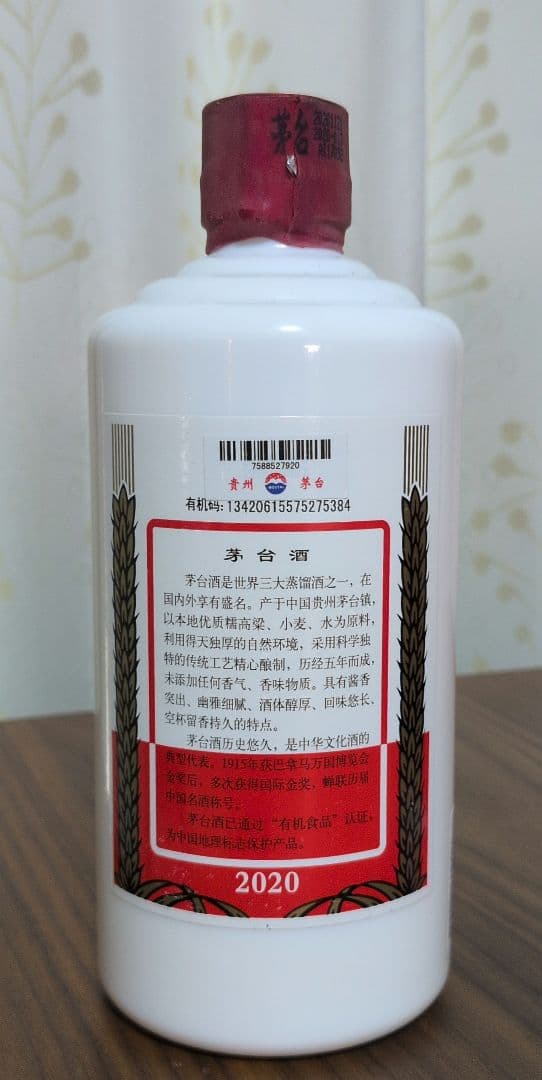 茅台
7588527920
贵州 茅台
有机码:13420615575275384
茅台酒
茅台酒是世界三大蒸馏酒之一，在
国内外享有盛名。产于中国贵州茅台镇，
以本地优质糯高粱、小麦、水为原料，
利用得天独厚的自然环境，采用科学独
特的传统工艺精心酿制，历经五年而成，
未添加任何香气、香味物质。具有酱香
突出、幽雅细腻、酒体醇厚、回味悠长、
空杯留香持久的特点。
茅台酒历史悠久，是中华文化酒的
典型代表。1915年获巴拿马万国博览会
金奖后，多次获得国际金奖，蝉联历届
中国名酒称号。
茅台酒已通过“有机食品”认证，
为中国地理标志保护产品。
2020